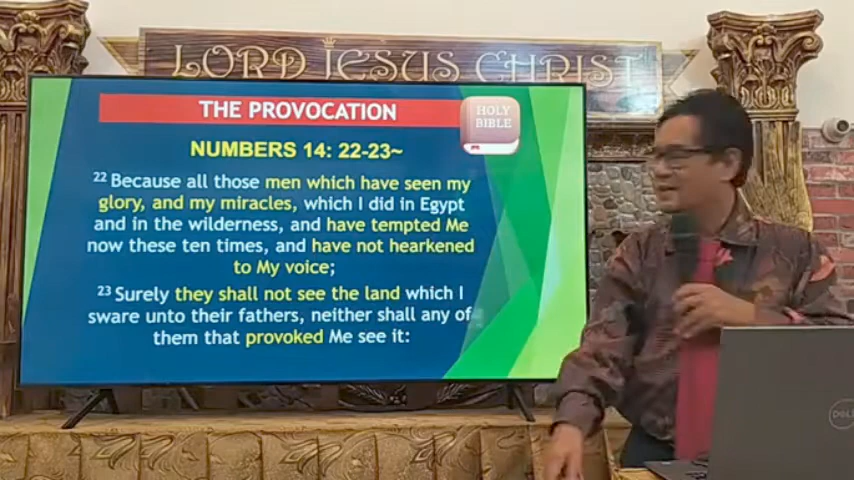 LORD JESUS CHRIST
THE PROVOCATION
HOLY
BIBLE
NUMBERS 14: 22-23~
22 Because all those men which have seen my
glory, and my miracles, which I did in Egypt
and in the wilderness, and have tempted Me
now these ten times, and have not hearkened
to My voice;
23 Surely they shall not see the land which I
sware unto their fathers, neither shall any of
them that provoked Me see it:
DELL